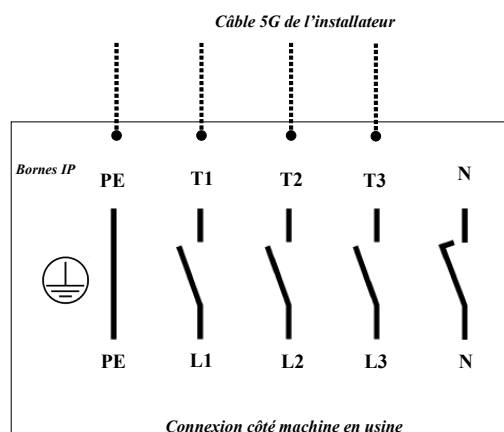 Câble 5G de l’installateur
Bornes IP PE T1 T2 T3 N
PE L1 L2 L3 N
Connexion côté machine en usine